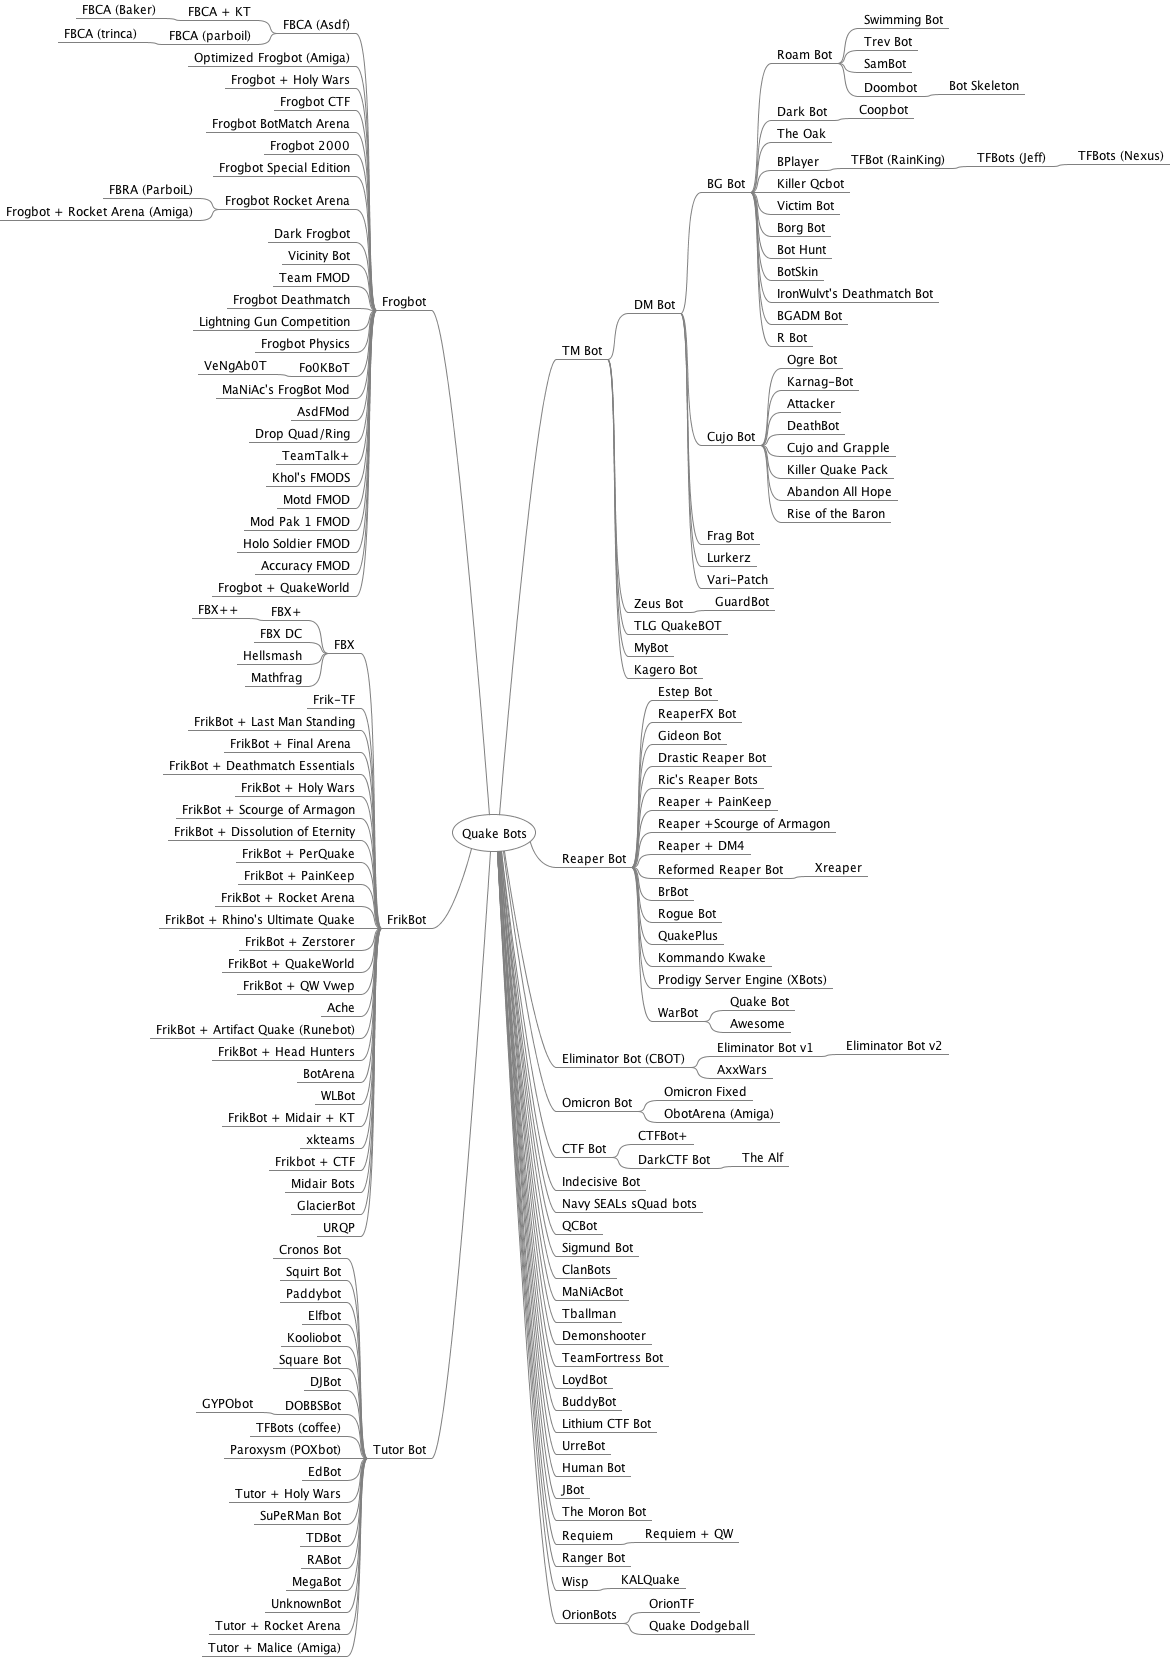 Quake Bots
Frogbot
FBCA (Asdf)
FBCA + KT
FBCA (Baker)
FBCA (parboil)
FBCA (trinca)
Optimized Frogbot (Amiga)
Frogbot + Holy Wars
Frogbot CTF
Frogbot BotMatch Arena
Frogbot 2000
Frogbot Special Edition
Frogbot Rocket Arena
FBRA (ParboiL)
Frogbot + Rocket Arena (Amiga)
Dark Frogbot
Vicinity Bot
Team FMOD
Frogbot Deathmatch
Lightning Gun Competition
Frogbot Physics
Fo0KBoT
VeNgAb0T
MaNiAc's FrogBot Mod
AsdFMod
Drop Quad/Ring
TeamTalk+
Khol's FMODS
Motd FMOD
Mod Pak 1 FMOD
Holo Soldier FMOD
Accuracy FMOD
Frogbot + QuakeWorld
FrikBot
FBX
FBX+
FBX++
FBX DC
Hellsmash
Mathfrag
Frik-TF
FrikBot + Last Man Standing
FrikBot + Final Arena
FrikBot + Deathmatch Essentials
FrikBot + Holy Wars
FrikBot + Scourge of Armagon
FrikBot + Dissolution of Eternity
FrikBot + PerQuake
FrikBot + PainKeep
FrikBot + Rocket Arena
FrikBot + Rhino's Ultimate Quake
FrikBot + Zerstorer
FrikBot + QuakeWorld
FrikBot + QW Vwep
Ache
FrikBot + Artifact Quake (Runebot)
FrikBot + Head Hunters
BotArena
WLBot
FrikBot + Midair + KT
xkteams
Frikbot + CTF
Midair Bots
GlacierBot
URQP
Tutor Bot
Cronos Bot
Squirt Bot
Paddybot
Elfbot
Kooliobot
Square Bot
DJBot
DOBBSBot
GYPObot
TFBots (coffee)
Paroxysm (POXbot)
EdBot
Tutor + Holy Wars
SuPeRMan Bot
TDBot
RABot
MegaBot
UnknownBot
Tutor + Rocket Arena
Tutor + Malice (Amiga)
TM Bot
DM Bot
BG Bot
Roam Bot
Swimming Bot
Trev Bot
SamBot
Doombot
Bot Skeleton
Dark Bot
Coopbot
The Oak
BPlayer
TFBot (RainKing)
TFBots (Jeff)
TFBots (Nexus)
Killer Qcbot
Victim Bot
Borg Bot
Bot Hunt
BotSkin
IronWulvt's Deathmatch Bot
BGADM Bot
R Bot
Cujo Bot
Ogre Bot
Karnag-Bot
Attacker
DeathBot
Cujo and Grapple
Killer Quake Pack
Abandon All Hope
Rise of the Baron
Frag Bot
Lurkerz
Vari-Patch
Zeus Bot
GuardBot
TLG QuakeBOT
MyBot
Kagero Bot
Reaper Bot
Estep Bot
ReaperFX Bot
Gideon Bot
Drastic Reaper Bot
Ric's Reaper Bots
Reaper + PainKeep
Reaper +Scourge of Armagon
Reaper + DM4
Reformed Reaper Bot
Xreaper
BrBot
Rogue Bot
QuakePlus
Kommando Kwake
Prodigy Server Engine (XBots)
WarBot
Quake Bot
Awesome
Eliminator Bot (CBOT)
Eliminator Bot v1
Eliminator Bot v2
AxxWars
Omicron Bot
Omicron Fixed
ObotArena (Amiga)
CTF Bot
CTFBot+
DarkCTF Bot
The Alf
Indecisive Bot
Navy SEALs sQuad bots
QCBot
Sigmund Bot
ClanBots
MaNiAcBot
Tballman
Demonshooter
TeamFortress Bot
LoydBot
BuddyBot
Lithium CTF Bot
UrreBot
Human Bot
JBot
The Moron Bot
Requiem
Requiem + QW
Ranger Bot
Wisp
KALQuake
OrionBots
OrionTF
Quake Dodgeball